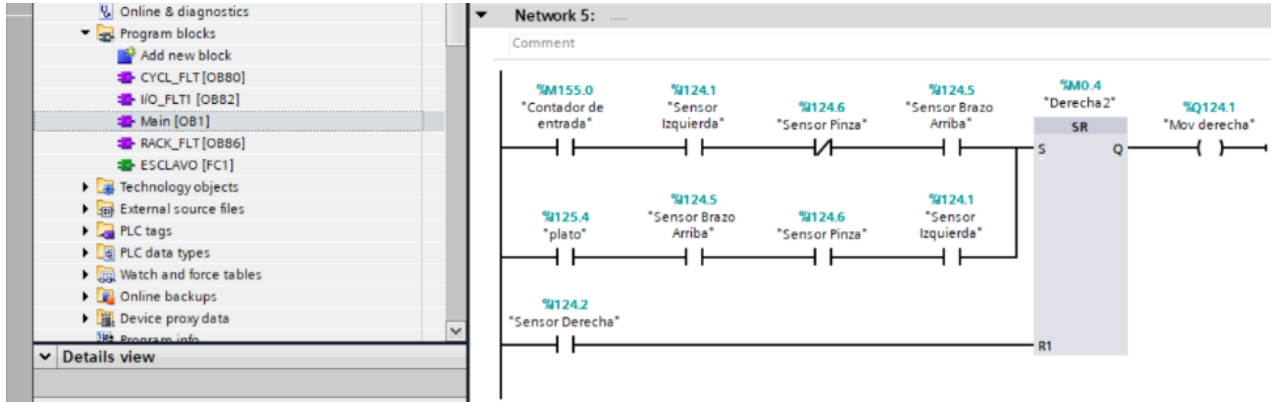 Online & diagnostics
Program blocks
Add new block
CYCL_FLT [OB80]
I/O_FLT1 [OB82]
Main [OB1]
RACK_FLT [OB86]
ESCLAVO [FC1]
Technology objects
External source files
PLC tags
PLC data types
Watch and force tables
Online backups
Device proxy data
Program info
Details view
Network 5: .....
Comment
%M155.0
"Contador de
entrada"
%I124.1
"Sensor
Izquierda"
%I124.6
"Sensor Pinza"
%I124.5
"Sensor Brazo
Arriba"
%M0.4
"Derecha2"
SR
S
Q
%Q124.1
"Mov derecha"
%I125.4
"plato"
%I124.5
"Sensor Brazo
Arriba"
%I124.6
"Sensor Pinza"
%I124.1
"Sensor
Izquierda"
%I124.2
"Sensor Derecha"
R1